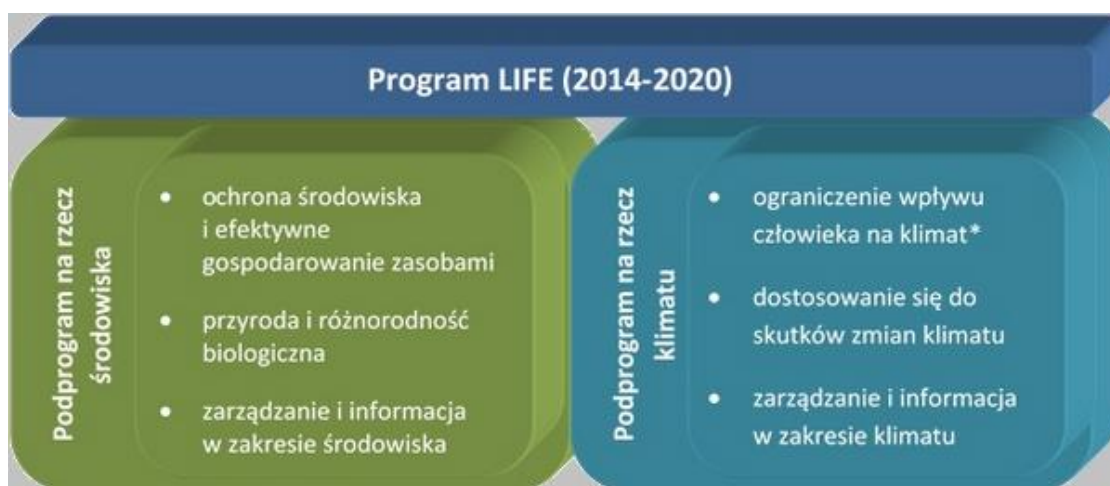 Program LIFE (2014-2020)
Podprogram na rzecz
środowiska
• ochrona środowiska
i efektywne
gospodarowanie zasobami
• przyroda i różnorodność
biologiczna
• zarządzanie i informacja
w zakresie środowiska
Podprogram na rzecz
klimatu
• ograniczenie wpływu
człowieka na klimat*
• dostosowanie się do
skutków zmian klimatu
• zarządzanie i informacja
w zakresie klimatu